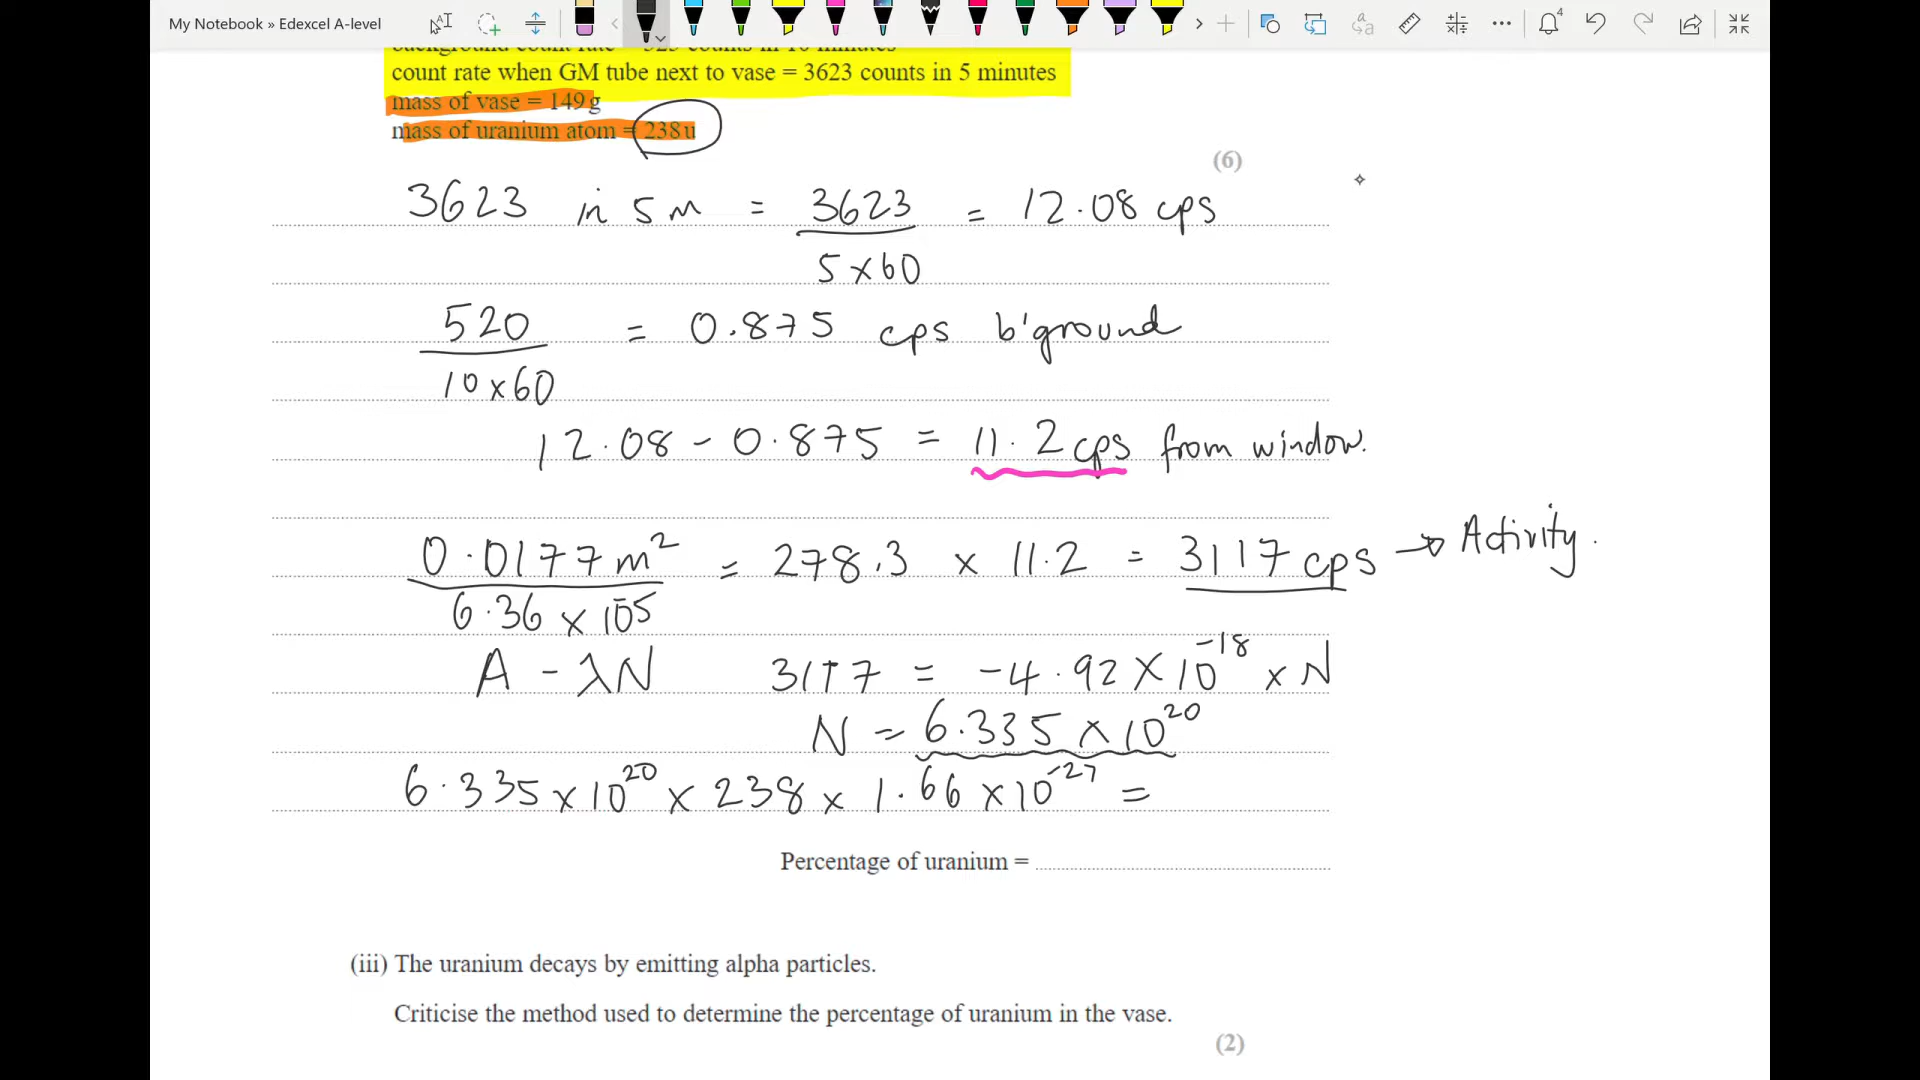 My Notebook » Edexcel A-level
4
count rate when GM tube next to vase = 3623 counts in 5 minutes
mass of vase = 149 g
mass of uranium atom = 238 u
(6)
3623 in 5 m = 3623 / 5 × 60 = 12.08 cps
520 / 10 × 60 = 0.875 cps b'ground
12.08 - 0.875 = 11.2 cps from window.
0.0177 m² / 6.36 × 10⁻⁵ = 278.3 × 11.2 = 3117 cps → Activity.
A - λN 3117 = -4.92 × 10⁻¹⁸ × N
N = 6.335 × 10²⁰
6.335 × 10²⁰ × 238 × 1.66 × 10⁻²⁷ =
Percentage of uranium =
(iii) The uranium decays by emitting alpha particles.
Criticise the method used to determine the percentage of uranium in the vase.
(2)